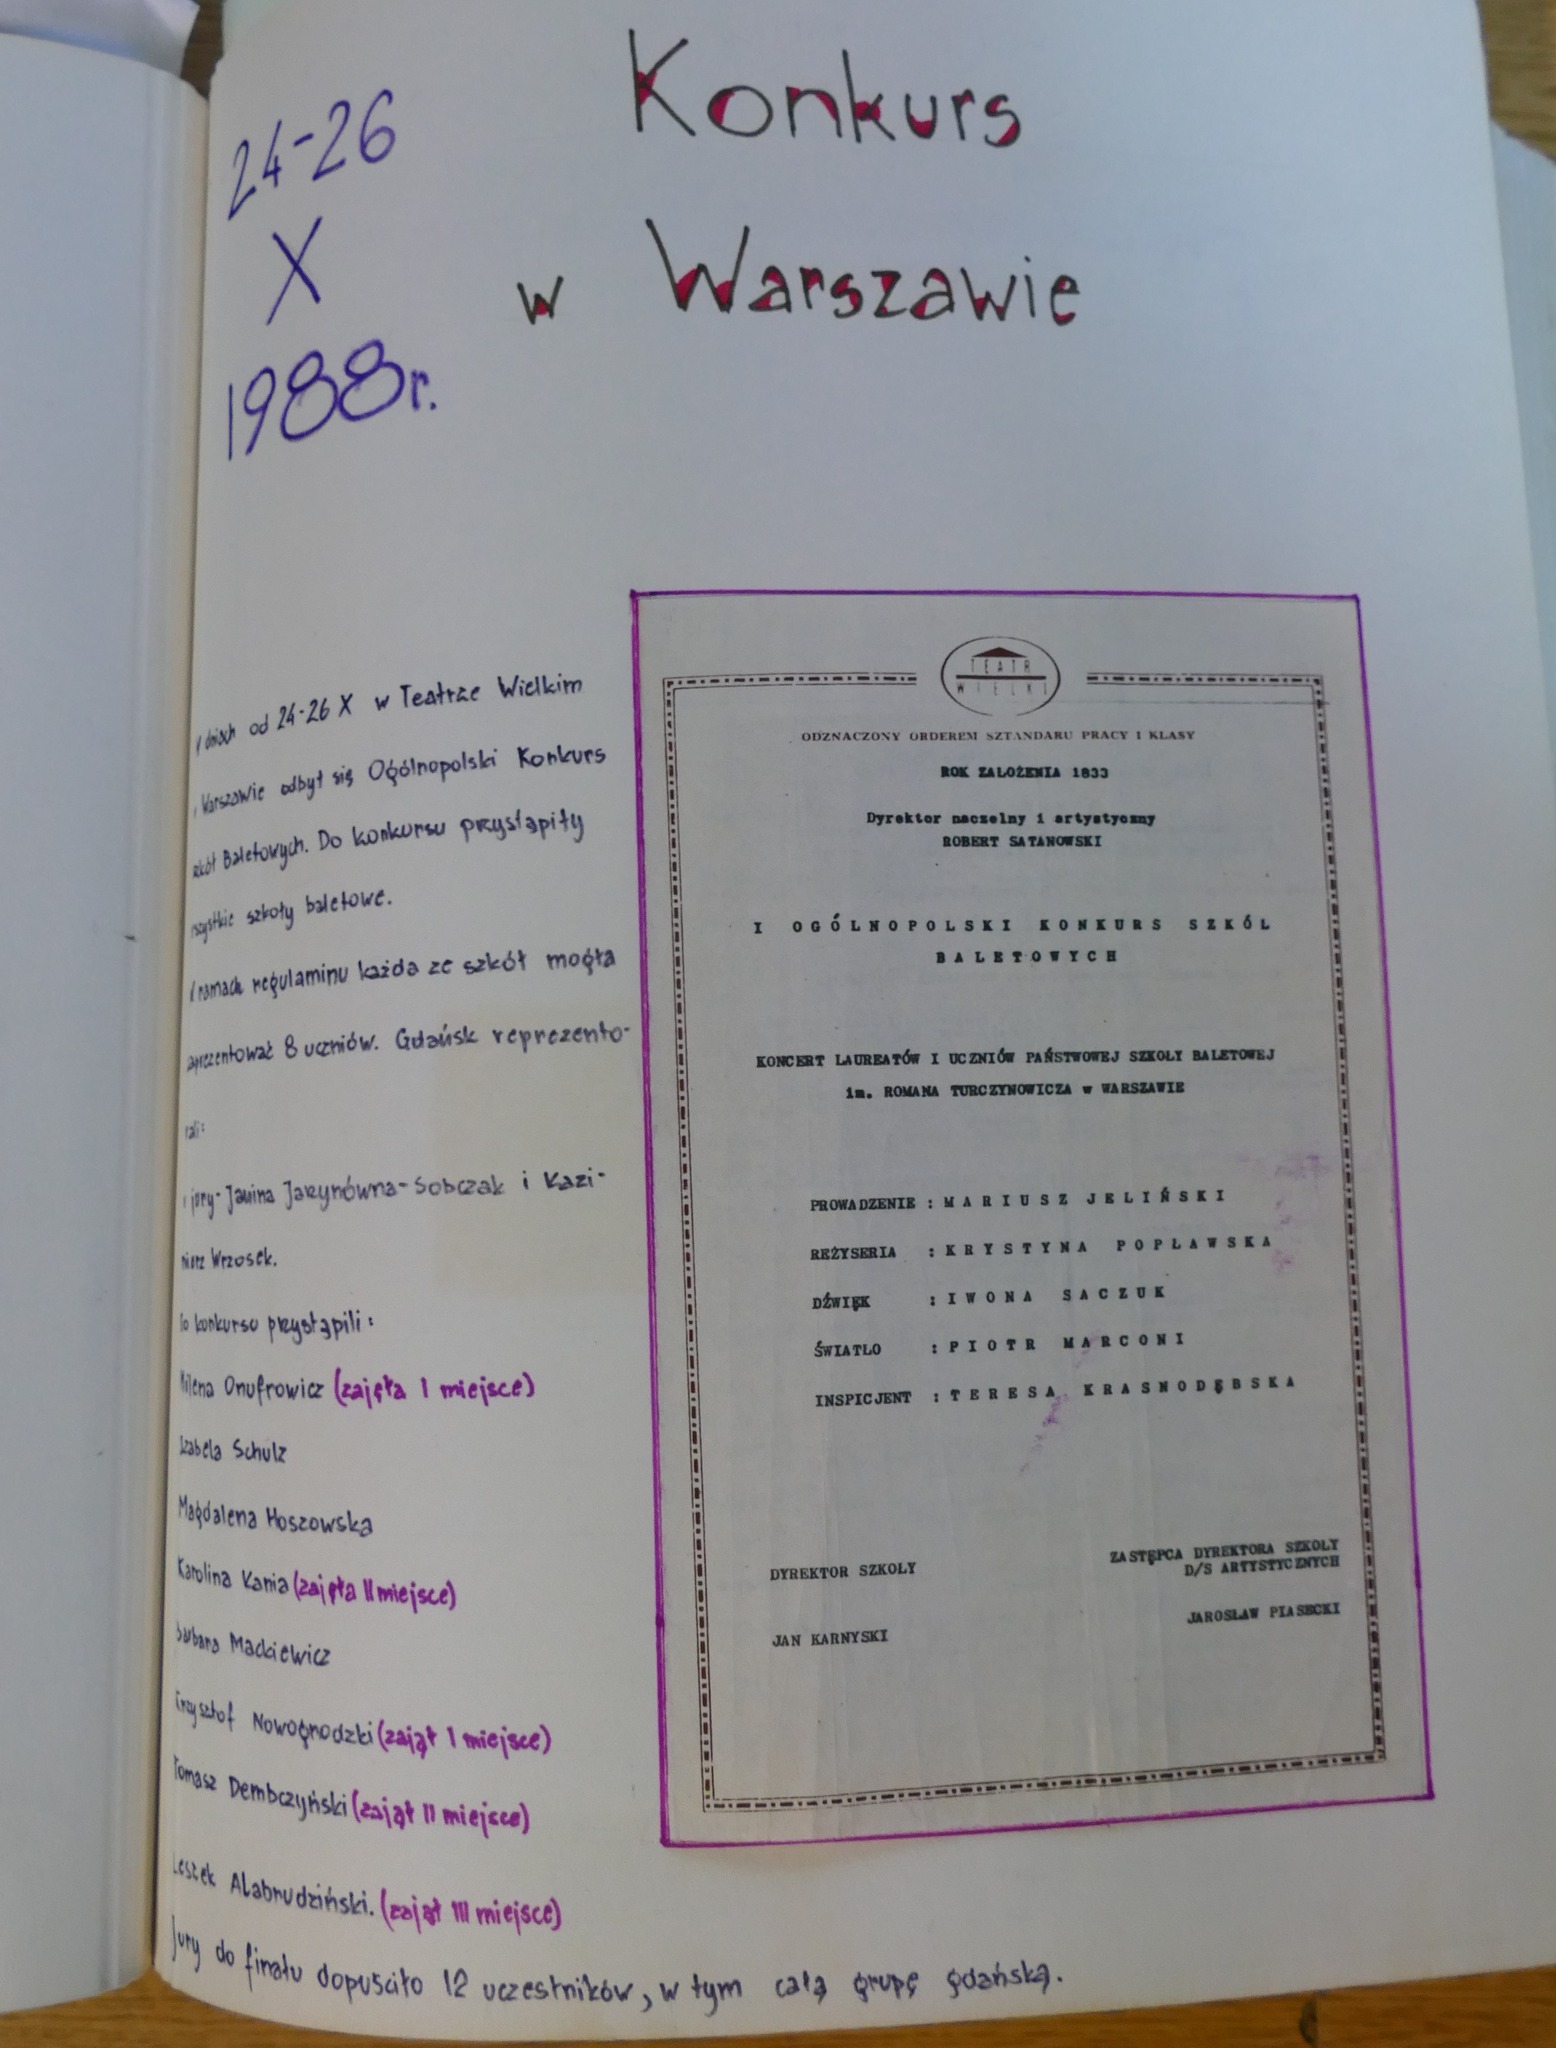 24-26
X
1988r.
Konkurs
w Warszawie
dniach od 24-26 X w Teatrze Wielkim
Warszawie odbył się Ogólnopolski Konkurs
Baletowych. Do konkursu przystąpiły
szkoły baletowe.
ramach regulaminu każda ze szkół mogła
8 uczniów. Gdańsk reprezento-
jury - Janina Jarzynówna-Sobczak i Kazi-
mierz Wrzosek.
konkursu przystąpili:
Milena Onufrowicz (zajęła I miejsce)
Izabela Schulz
Magdalena Hoszowska
Karolina Kania (zajęła II miejsce)
Barbara Mackiewicz
Krzysztof Nowogrodzki (zajął I miejsce)
Tomasz Dembczyński (zajął II miejsce)
Leszek Alabrudziński. (zajął III miejsce)
Jury do finału dopuściło 12 uczestników, w tym całą grupę gdańską.
TEATR
WIELKI
ODZNACZONY ORDEREM SZTANDARU PRACY I KLASY
ROK ZAŁOŻENIA 1833
Dyrektor naczelny i artystyczny
ROBERT SATANOWSKI
I OGÓLNOPOLSKI KONKURS SZKÓL
BALETOWYCH
KONCERT LAUREATÓW I UCZNIÓW PAŃSTWOWEJ SZKOŁY BALETOWEJ
im. ROMANA TURCZYNOWICZA w WARSZAWIE
PROWADZENIE : MARIUSZ JELIŃSKI
REŻYSERIA : KRYSTYNA POPŁAWSKA
DŹWIĘK : IWONA SACZUK
ŚWIATŁO : PIOTR MARCONI
INSPICJENT : TERESA KRASNODĘBSKA
DYREKTOR SZKOŁY
JAN KARNYSKI
ZASTĘPCA DYREKTORA SZKOŁY
D/S ARTYSTYCZNYCH
JAROSŁAW PIASECKI